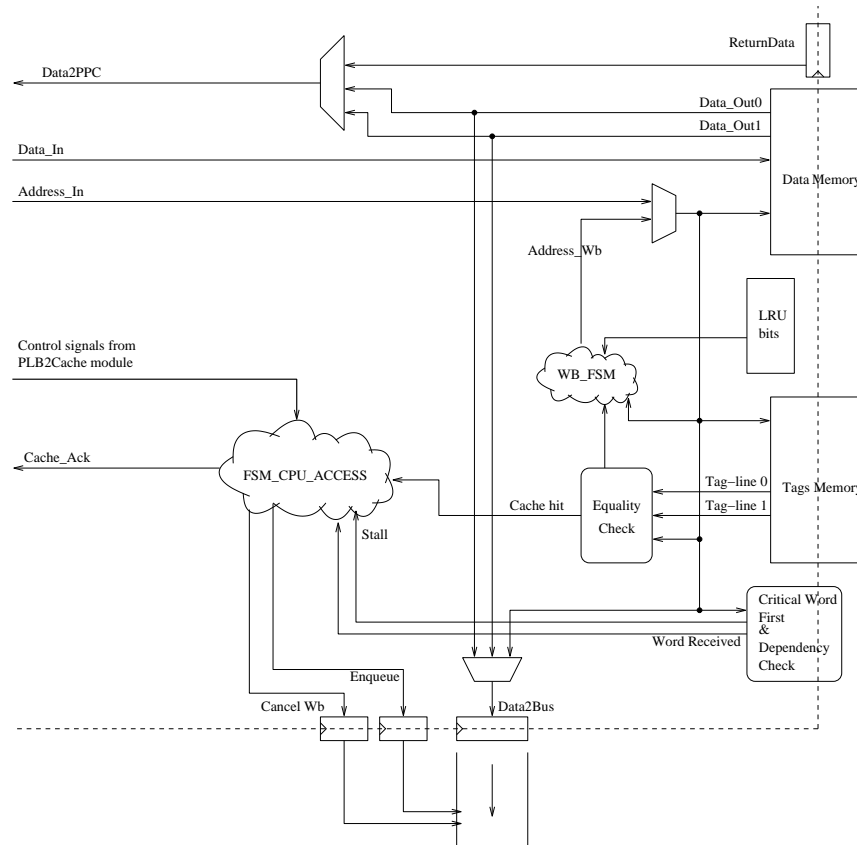 ReturnData
Data2PPC
Data_Out0
Data_Out1
Data_In
Data Memory
Address_In
Address_Wb
LRU
bits
Control signals from
PLB2Cache module
WB_FSM
Cache_Ack
FSM_CPU_ACCESS
Tag-line 0
Tags Memory
Cache hit
Equality
Check
Tag-line 1
Stall
Critical Word
First
&
Dependency
Check
Word Received
Enqueue
Cancel Wb
Data2Bus